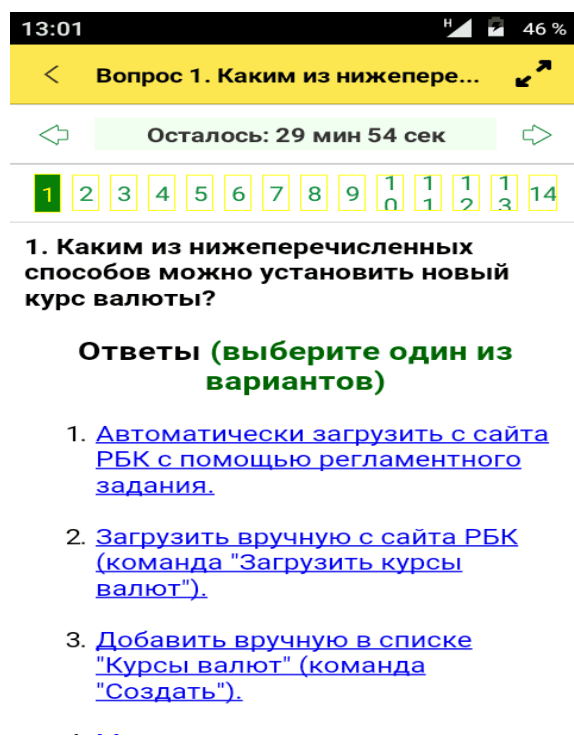 13:01 H 46 %
Вопрос 1. Каким из нижепере...
Осталось: 29 мин 54 сек
1 2 3 4 5 6 7 8 9 10 11 12 13 14
1. Каким из нижеперечисленных
способов можно установить новый
курс валюты?
Ответы (выберите один из
вариантов)
1. Автоматически загрузить с сайта
РБК с помощью регламентного
задания.
2. Загрузить вручную с сайта РБК
(команда "Загрузить курсы
валют").
3. Добавить вручную в списке
"Курсы валют" (команда
"Создать").